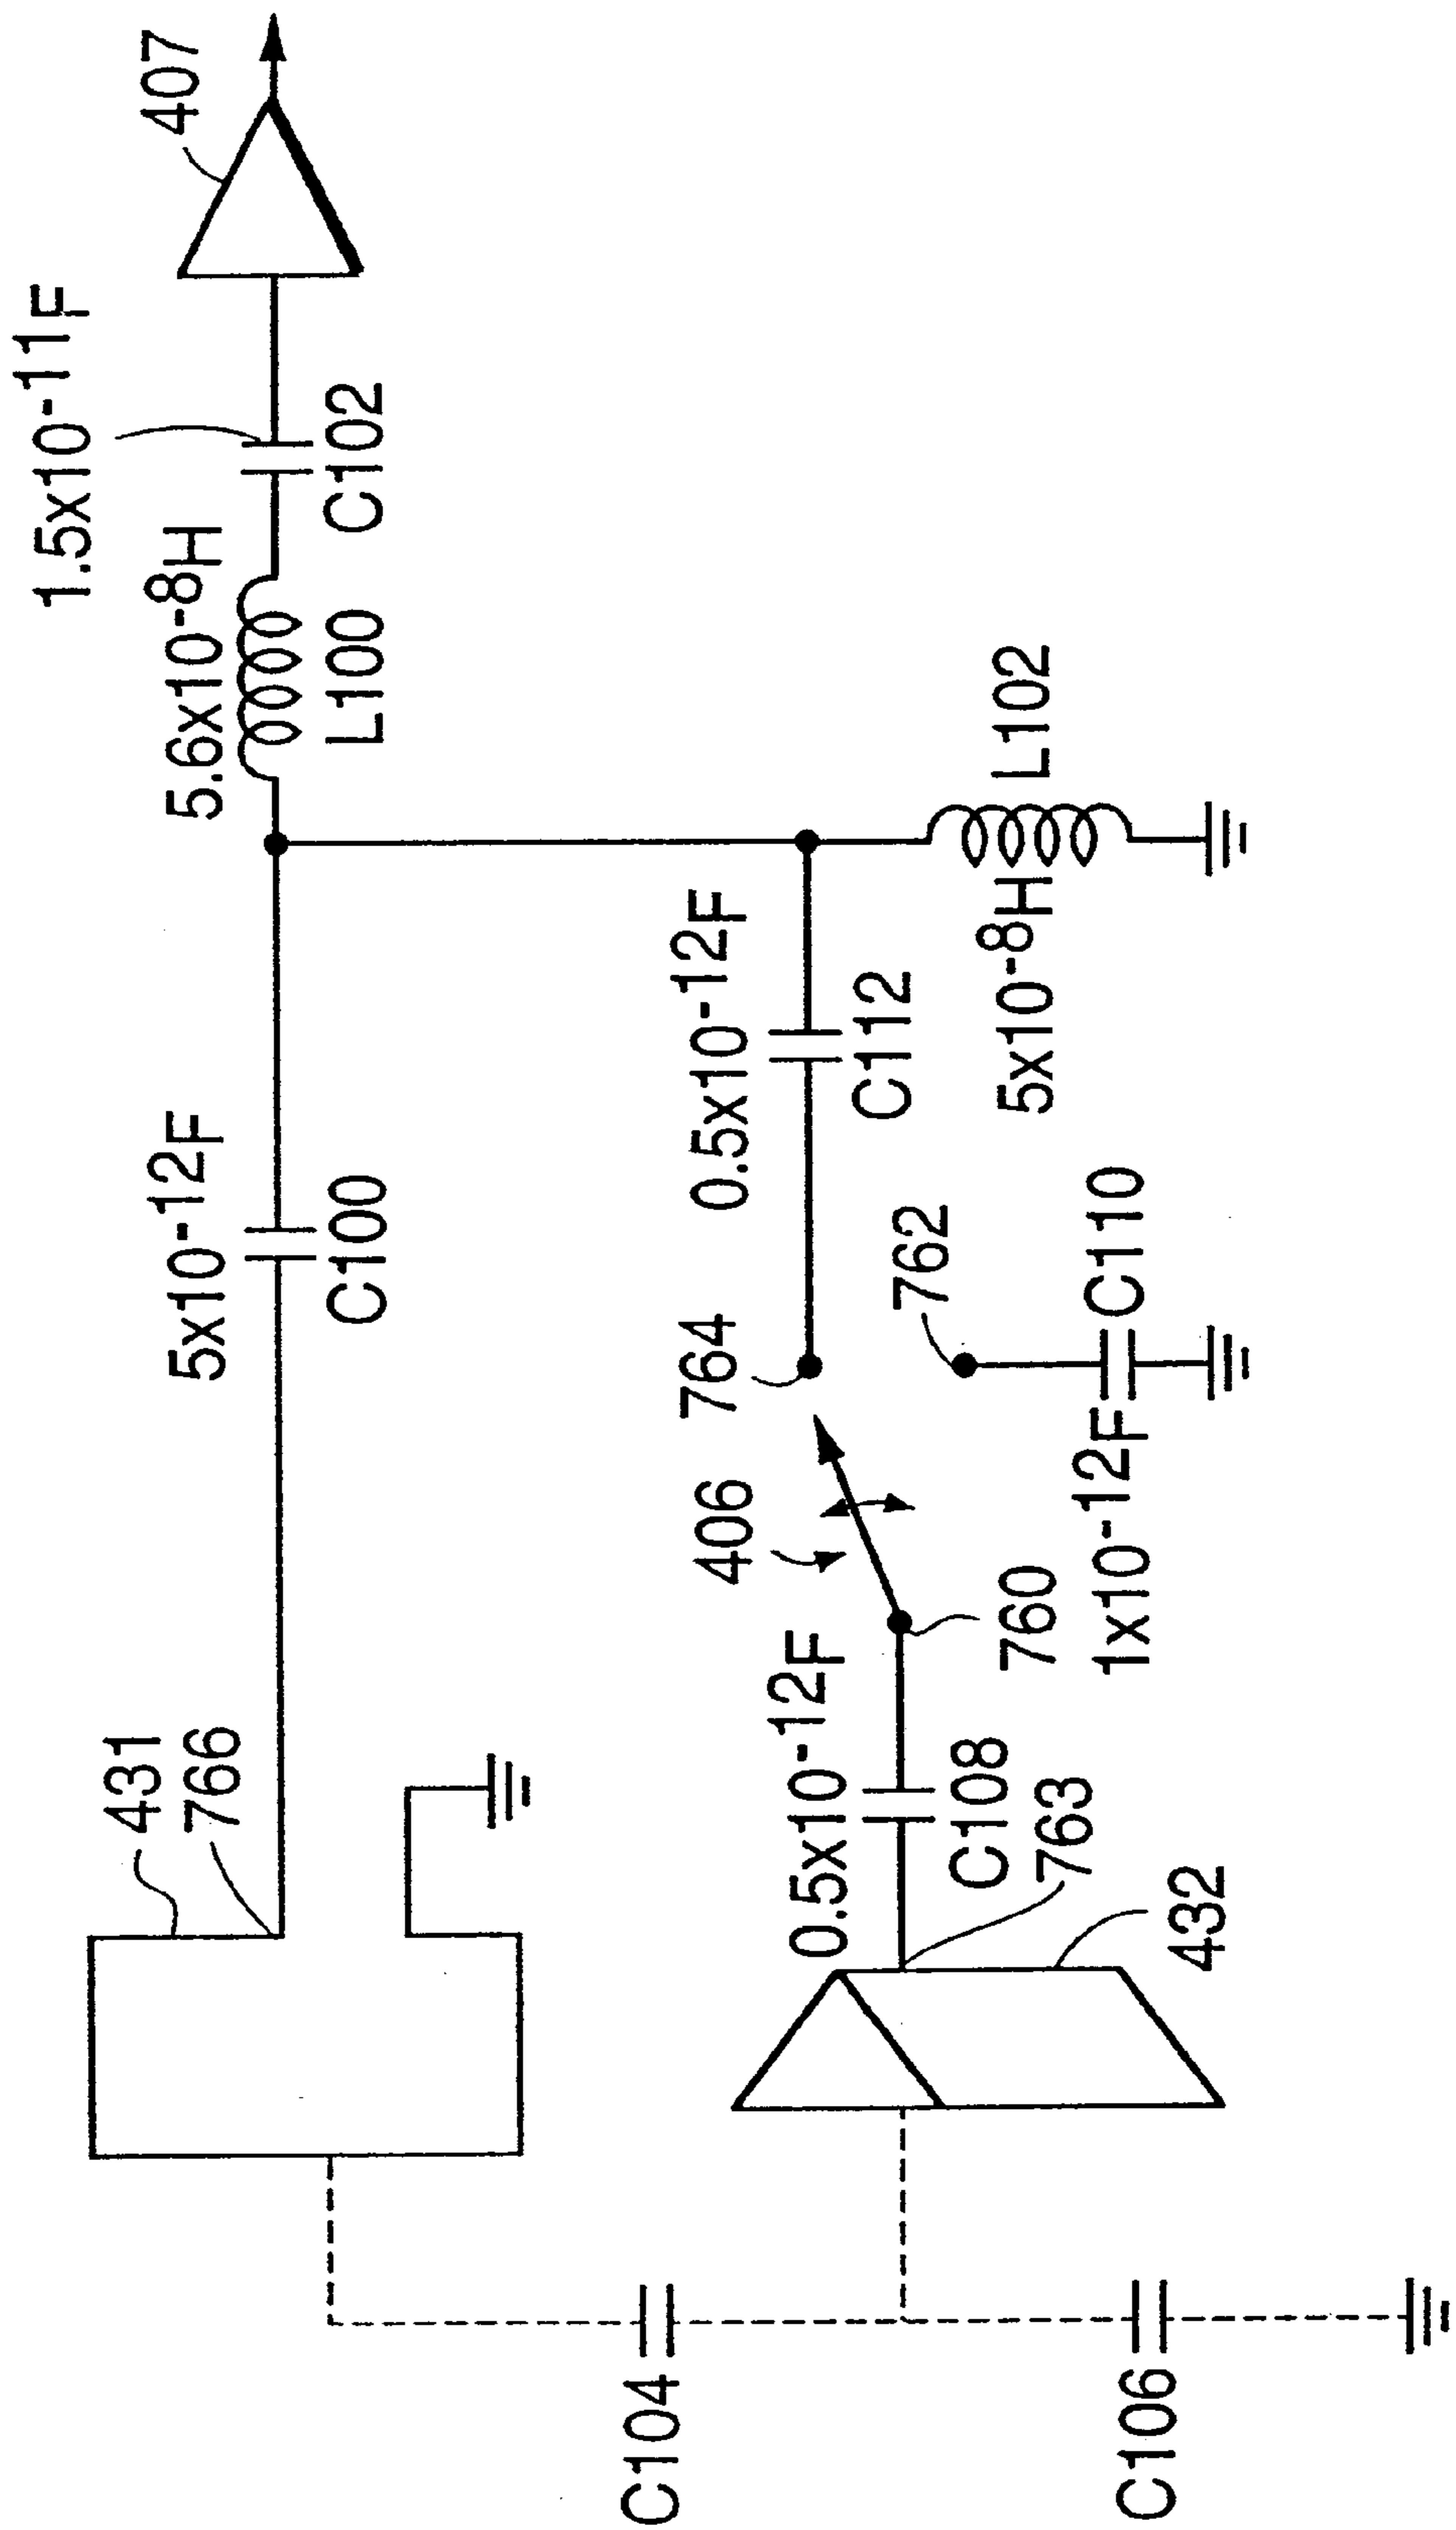 407
1.5x10-11F
C102
5.6x10-8H
L100
L102
5x10-8H
0.5x10-12F
C112
5x10-12F
C100
762
C110
764
1x10-12F
406
760
0.5x10-12F
C108
763
431
766
432
C104
C106